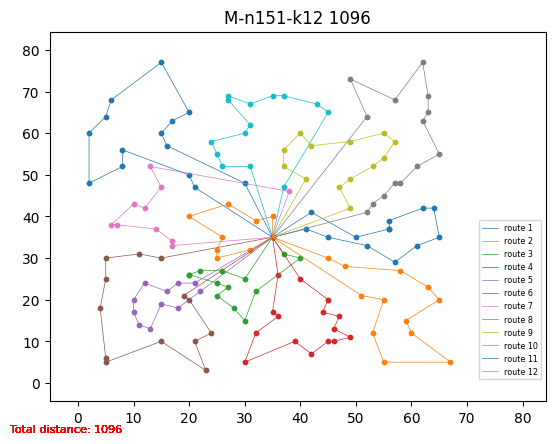 M-n151-k12 1096
80
70
60
50
40
30
20
10
0
0 10 20 30 40 50 60 70 80
route 1
route 2
route 3
route 4
route 5
route 6
route 7
route 8
route 9
route 10
route 11
route 12
Total distance: 1096